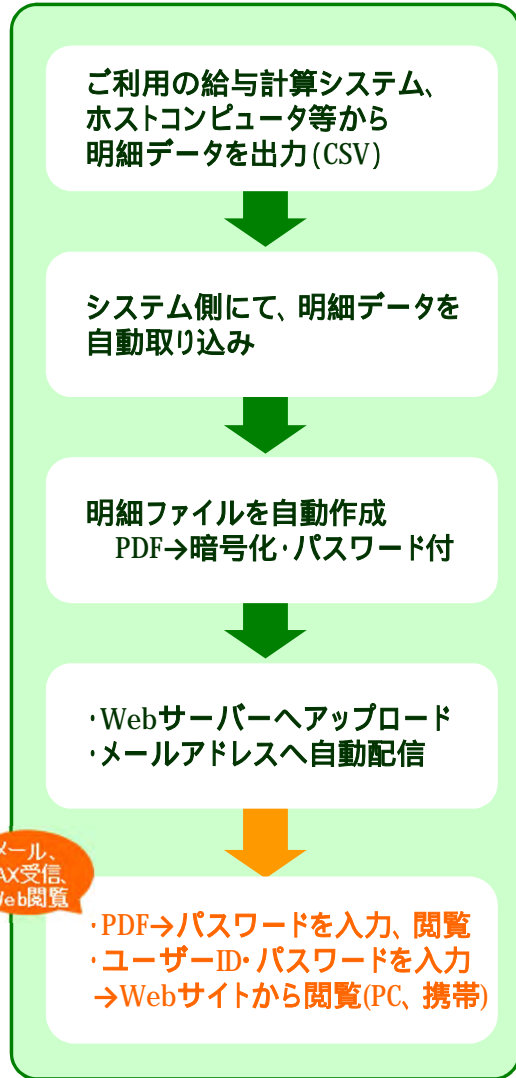 ご利用の給与計算システム、
ホストコンピュータ等から
明細データを出力(CSV)
システム側にて、明細データを
自動取り込み
明細ファイルを自動作成
PDF→暗号化・パスワード付
・Webサーバーへアップロード
・メールアドレスへ自動配信
メール、
AX受信、
Web閲覧
・PDF→パスワードを入力、閲覧
・ユーザーID・パスワードを入力
→Webサイトから閲覧(PC、携帯)